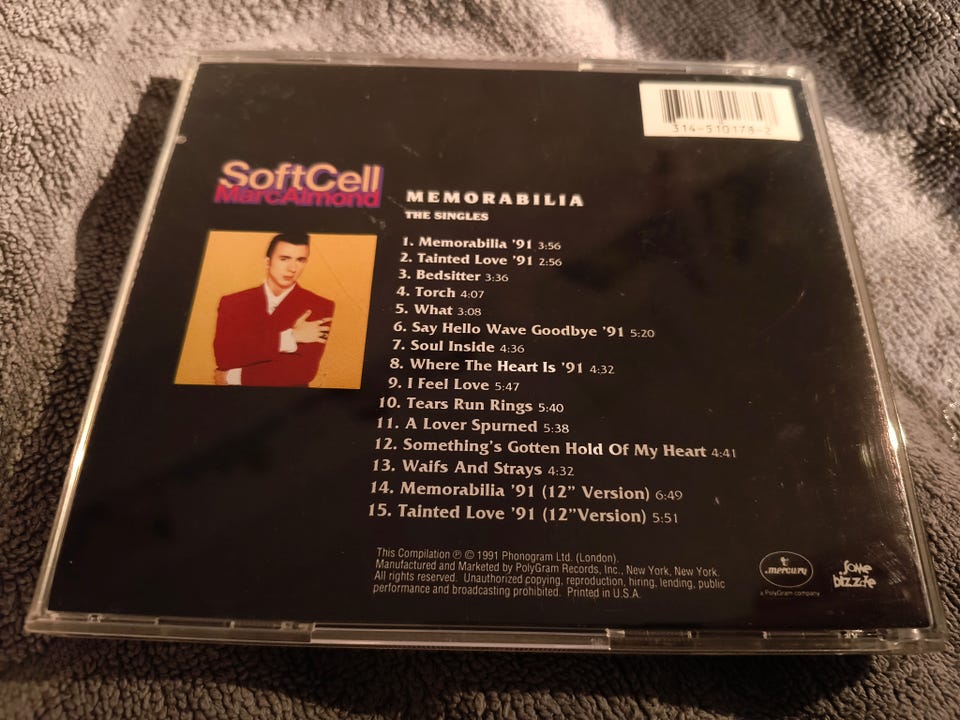 314-510178-2
SoftCell
MarcAlmond
MEMORABILIA
THE SINGLES
1. Memorabilia '91 3:56
2. Tainted Love '91 2:56
3. Bedsitter 3:36
4. Torch 4:07
5. What 3:08
6. Say Hello Wave Goodbye '91 5:20
7. Soul Inside 4:36
8. Where The Heart Is '91 4:32
9. I Feel Love 5:47
10. Tears Run Rings 5:40
11. A Lover Spurned 5:38
12. Something's Gotten Hold Of My Heart 4:41
13. Waifs And Strays 4:32
14. Memorabilia '91 (12" Version) 6:49
15. Tainted Love '91 (12"Version) 5:51
This Compilation ℗ © 1991 Phonogram Ltd. (London).
Manufactured and Marketed by PolyGram Records, Inc., New York, New York.
All rights reserved. Unauthorized copying, reproduction, hiring, lending, public
performance and broadcasting prohibited. Printed in U.S.A.
mercury
a PolyGram company
some
bizzare